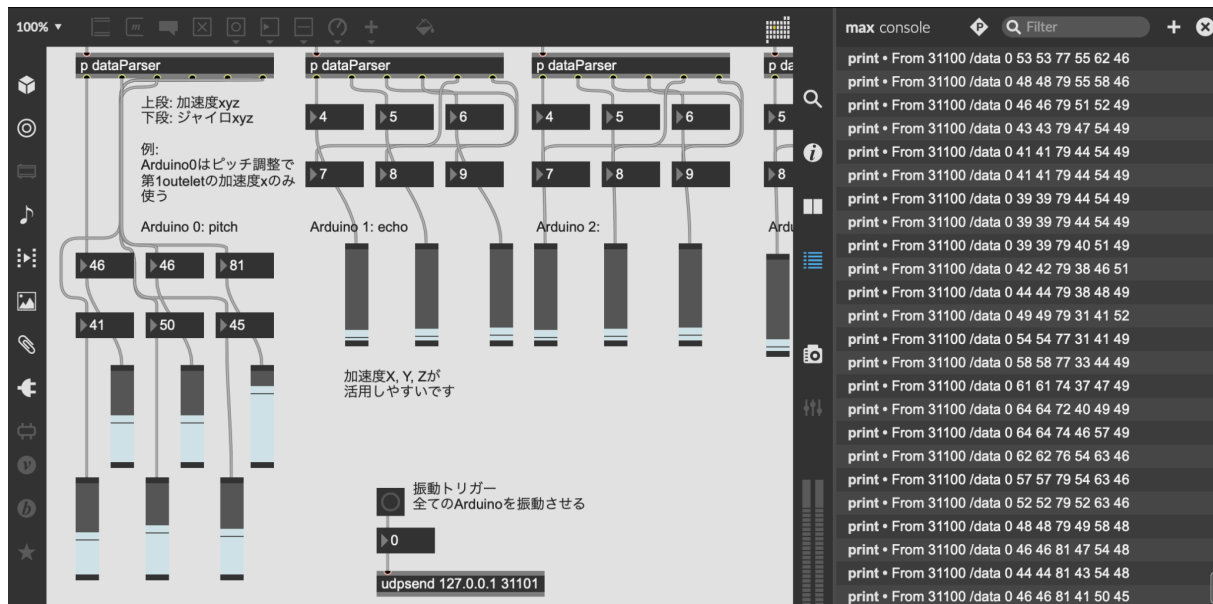 100% ▼
p dataParser
上段: 加速度xyz
下段: ジャイロxyz
例:
Arduino0はピッチ調整で
第1outeletの加速度xのみ
使う
Arduino 0: pitch
46
46
81
41
50
45
p dataParser
4
5
6
7
8
9
Arduino 1: echo
加速度X, Y, Zが
活用しやすいです
振動トリガー
全てのArduinoを振動させる
0
udpsend 127.0.0.1 31101
p dataParser
4
5
6
7
8
9
Arduino 2:
p da
5
8
Ardu
max console
Filter
print • From 31100 /data 0 53 53 77 55 62 46
print • From 31100 /data 0 48 48 79 55 58 46
print • From 31100 /data 0 46 46 79 51 52 49
print • From 31100 /data 0 43 43 79 47 54 49
print • From 31100 /data 0 41 41 79 44 54 49
print • From 31100 /data 0 41 41 79 44 54 49
print • From 31100 /data 0 39 39 79 44 54 49
print • From 31100 /data 0 39 39 79 44 54 49
print • From 31100 /data 0 39 39 79 40 51 49
print • From 31100 /data 0 42 42 79 38 46 51
print • From 31100 /data 0 44 44 79 38 48 49
print • From 31100 /data 0 49 49 79 31 41 52
print • From 31100 /data 0 54 54 77 31 41 49
print • From 31100 /data 0 58 58 77 33 44 49
print • From 31100 /data 0 61 61 74 37 47 49
print • From 31100 /data 0 64 64 72 40 49 49
print • From 31100 /data 0 64 64 74 46 57 49
print • From 31100 /data 0 62 62 76 54 63 46
print • From 31100 /data 0 57 57 79 54 63 46
print • From 31100 /data 0 52 52 79 52 63 46
print • From 31100 /data 0 48 48 79 49 58 48
print • From 31100 /data 0 46 46 81 47 54 48
print • From 31100 /data 0 44 44 81 43 54 48
print • From 31100 /data 0 46 46 81 41 50 45